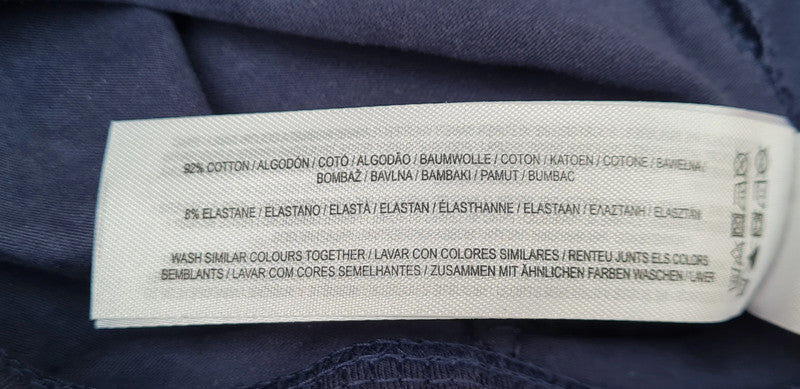 92% COTTON / ALGODÓN / COTÓ / ALGODÃO / BAUMWOLLE / COTON / KATOEN / COTONE / BAWEŁNA /
BOMBAŽ / BAVLNA / BAMBAKI / PAMUT / BUMBAC
8% ELASTANE / ELASTANO / ELASTÀ / ELASTAN / ÉLASTHANNE / ELASTAAN / ΕΛΑΣΤΑΝΗ / ELASZTÁN
WASH SIMILAR COLOURS TOGETHER / LAVAR CON COLORES SIMILARES / RENTEU JUNTS ELS COLORS
SEMBLANTS / LAVAR COM CORES SEMELHANTES / ZUSAMMEN MIT ÄHNLICHEN FARBEN WASCHEN / LAVER